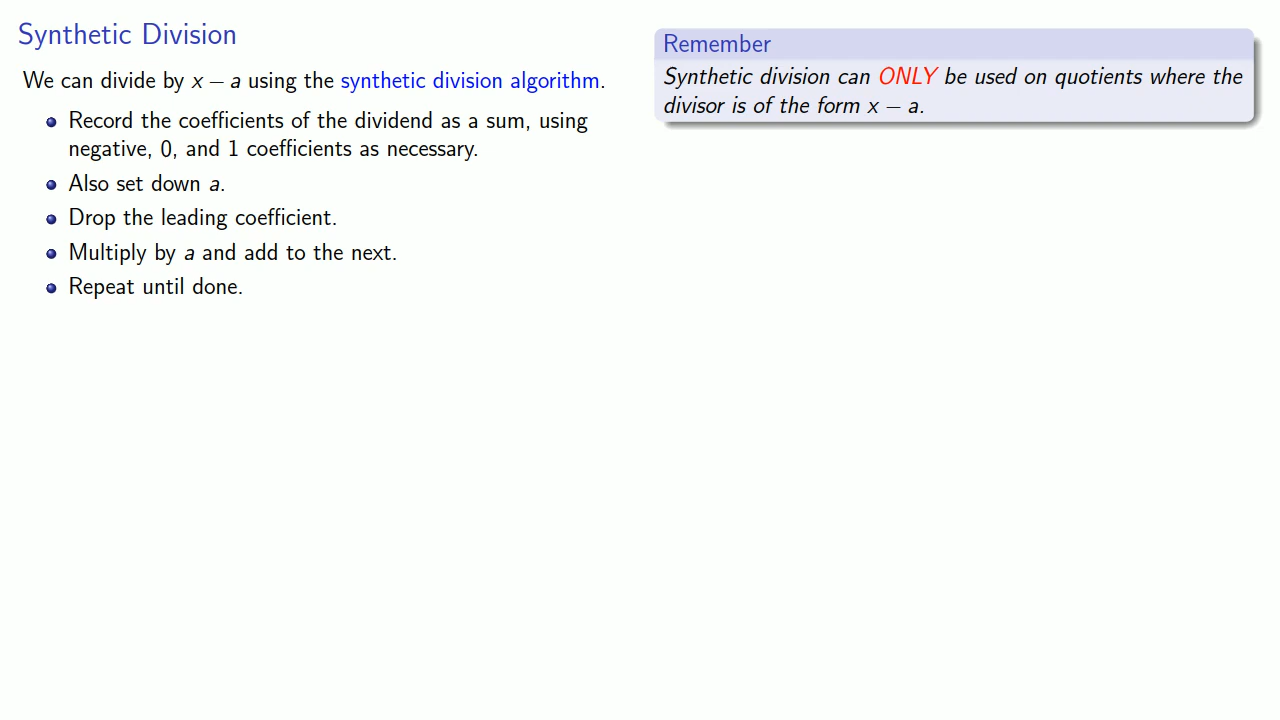 Synthetic Division
We can divide by x − a using the synthetic division algorithm.
Record the coefficients of the dividend as a sum, using
negative, 0, and 1 coefficients as necessary.
Also set down a.
Drop the leading coefficient.
Multiply by a and add to the next.
Repeat until done.
Remember
Synthetic division can ONLY be used on quotients where the
divisor is of the form x − a.